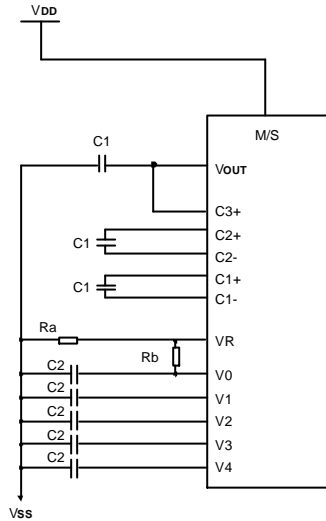 VDD
M/S
C1
VOUT
C3+
C2+
C1
C2-
C1+
C1
C1-
Ra
VR
Rb
C2
V0
C2
V1
C2
V2
C2
V3
C2
V4
VSS